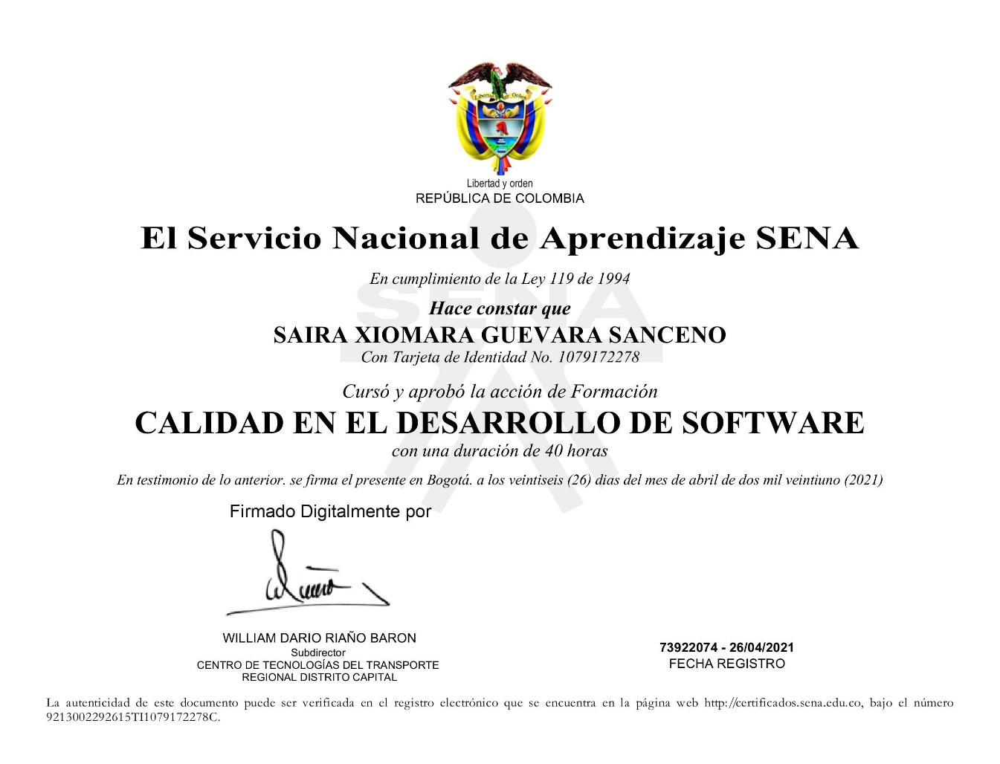 Libertad y Orden
Libertad y orden
REPÚBLICA DE COLOMBIA
El Servicio Nacional de Aprendizaje SENA
SENA
En cumplimiento de la Ley 119 de 1994
Hace constar que
SAIRA XIOMARA GUEVARA SANCENO
Con Tarjeta de Identidad No. 1079172278
Cursó y aprobó la acción de Formación
CALIDAD EN EL DESARROLLO DE SOFTWARE
con una duración de 40 horas
En testimonio de lo anterior. se firma el presente en Bogotá. a los veintiseis (26) dias del mes de abril de dos mil veintiuno (2021)
Firmado Digitalmente por
WILLIAM DARIO RIAÑO BARON
Subdirector
CENTRO DE TECNOLOGÍAS DEL TRANSPORTE
REGIONAL DISTRITO CAPITAL
73922074 - 26/04/2021
FECHA REGISTRO
La autenticidad de este documento puede ser verificada en el registro electrónico que se encuentra en la página web http://certificados.sena.edu.co, bajo el número
9213002292615TI1079172278C.